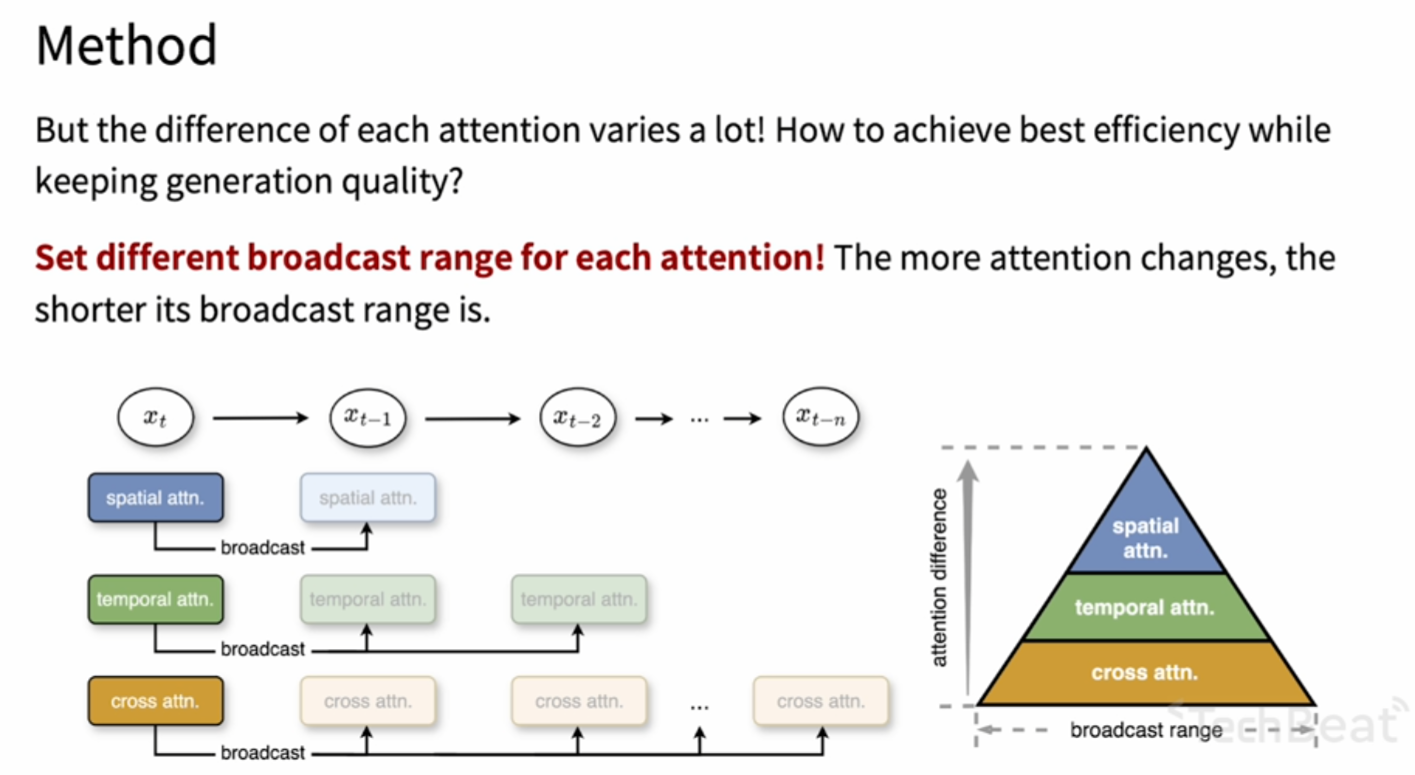 Method
But the difference of each attention varies a lot! How to achieve best efficiency while
keeping generation quality?
Set different broadcast range for each attention! The more attention changes, the
shorter its broadcast range is.
x_t
x_{t−1}
x_{t−2}
...
x_{t−n}
spatial attn.
spatial attn.
broadcast
temporal attn.
temporal attn.
temporal attn.
broadcast
cross attn.
cross attn.
cross attn.
...
cross attn.
broadcast
attention difference
spatial
attn.
temporal attn.
cross attn.
broadcast range
TechBeat